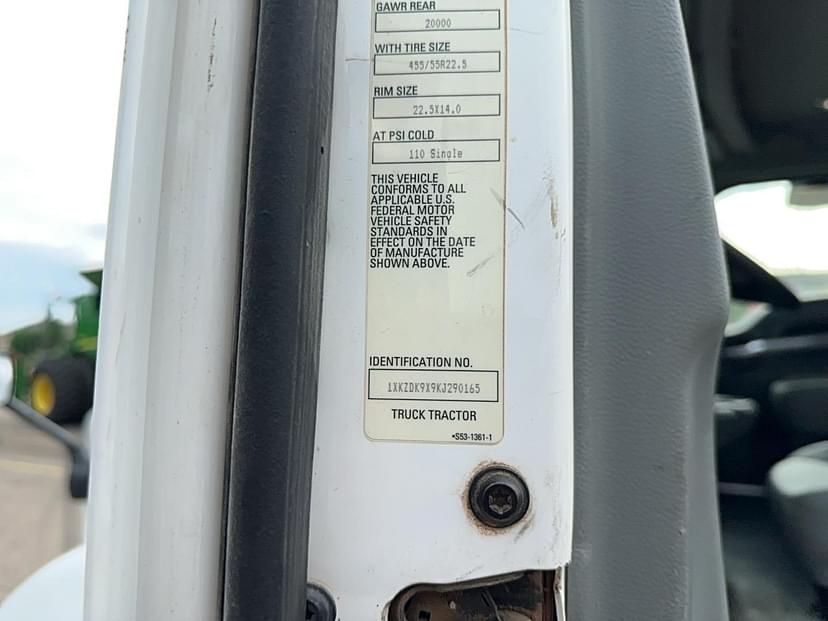 GAWR REAR
20000
WITH TIRE SIZE
455/55R22.5
RIM SIZE
22.5X14.0
AT PSI COLD
110 Single
THIS VEHICLE
CONFORMS TO ALL
APPLICABLE U.S.
FEDERAL MOTOR
VEHICLE SAFETY
STANDARDS IN
EFFECT ON THE DATE
OF MANUFACTURE
SHOWN ABOVE.
IDENTIFICATION NO.
1XKZDK9X9KJ290165
TRUCK TRACTOR
*S53-1361-1